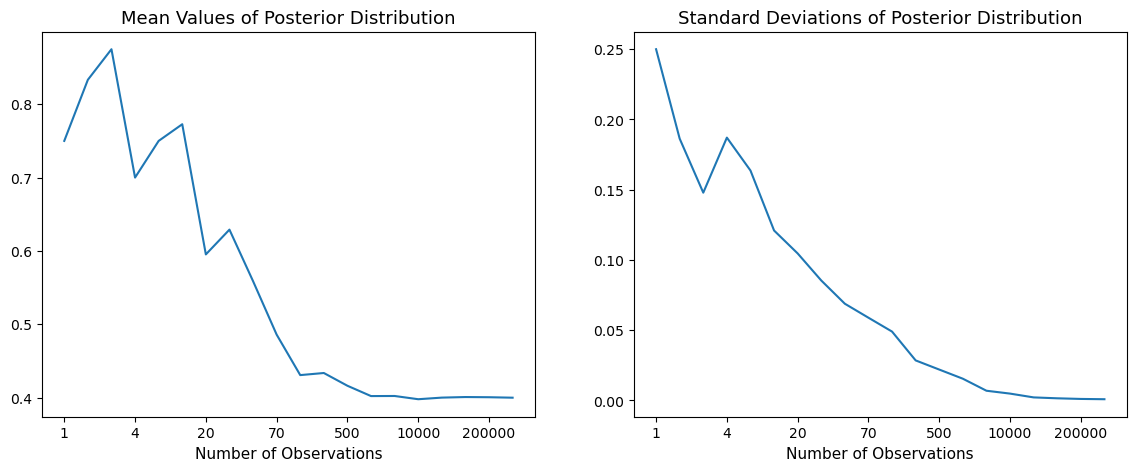 Mean Values of Posterior Distribution
0.8
0.7
0.6
0.5
0.4
1 4 20 70 500 10000 200000
Number of Observations
Standard Deviations of Posterior Distribution
0.25
0.20
0.15
0.10
0.05
0.00
1 4 20 70 500 10000 200000
Number of Observations